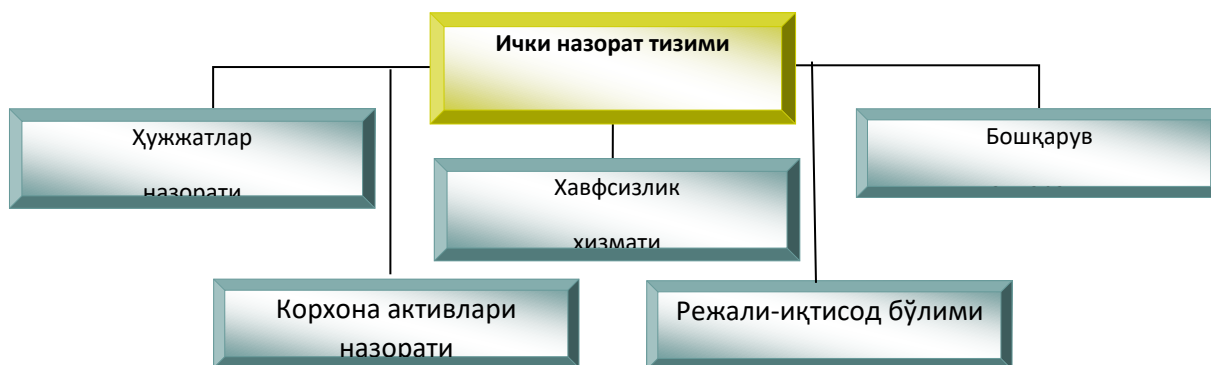 Ички назорат тизими
Ҳужжатлар
назорати
Бошқарув
Хавфсизлик
хизмати
Корхона активлари
назорати
Режали-иқтисод бўлими